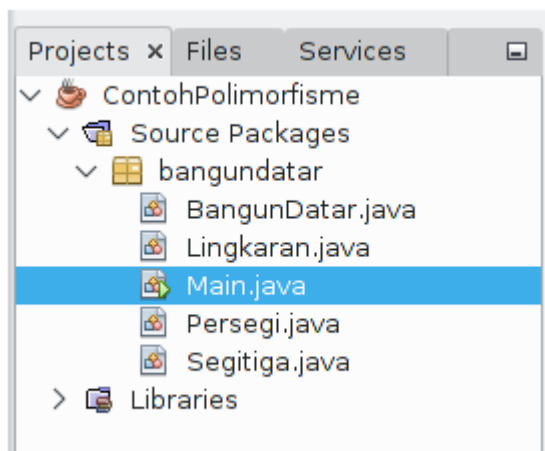 Projects Files Services
ContohPolimorfisme
Source Packages
bangundatar
BangunDatar.java
Lingkaran.java
Main.java
Persegi.java
Segitiga.java
Libraries